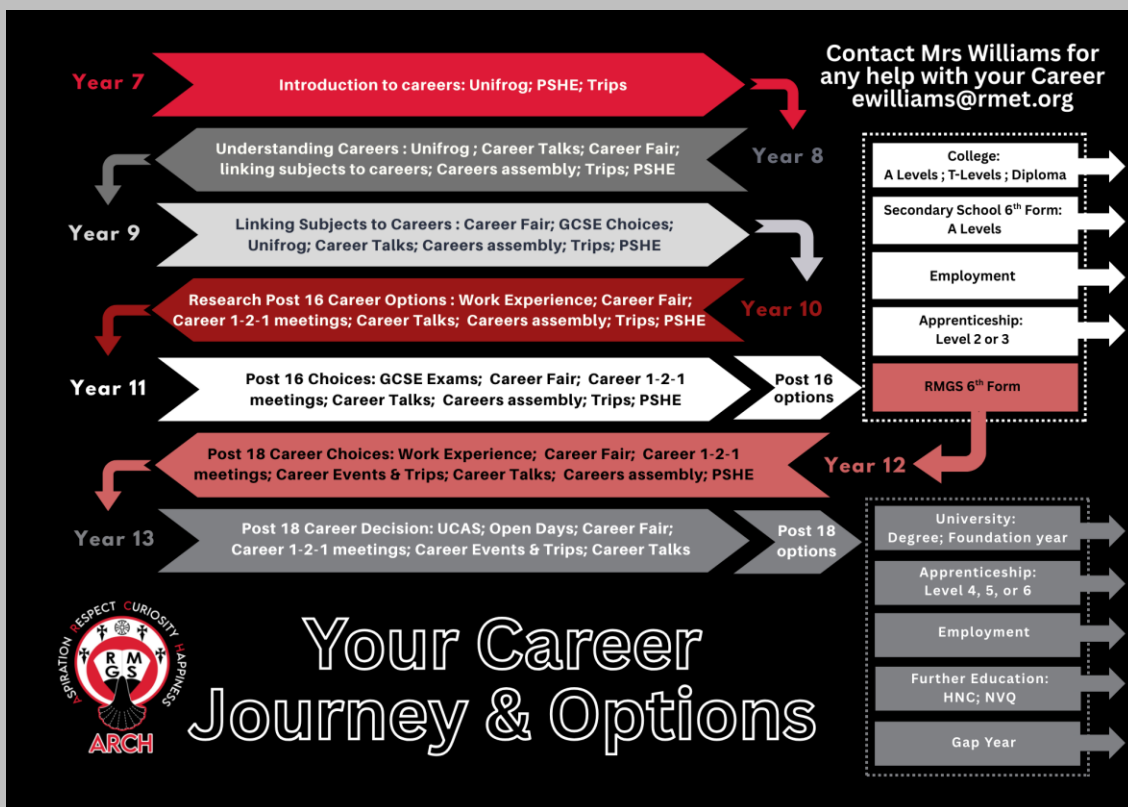 Contact Mrs Williams for
any help with your Career
ewilliams@rmet.org
Year 7
Introduction to careers: Unifrog; PSHE; Trips
Year 8
Understanding Careers : Unifrog ; Career Talks; Career Fair;
linking subjects to careers; Careers assembly; Trips; PSHE
Year 9
Linking Subjects to Careers : Career Fair; GCSE Choices;
Unifrog; Career Talks; Careers assembly; Trips; PSHE
Year 10
Research Post 16 Career Options : Work Experience; Career Fair;
Career 1-2-1 meetings; Career Talks; Careers assembly; Trips; PSHE
Year 11
Post 16 Choices: GCSE Exams; Career Fair; Career 1-2-1
meetings; Career Talks; Careers assembly; Trips; PSHE
Post 16
options
College:
A Levels ; T-Levels ; Diploma
Secondary School 6th Form:
A Levels
Employment
Apprenticeship:
Level 2 or 3
RMGS 6th Form
Year 12
Post 18 Career Choices: Work Experience; Career Fair; Career 1-2-1
meetings; Career Events & Trips; Career Talks; Careers assembly; PSHE
Year 13
Post 18 Career Decision: UCAS; Open Days; Career Fair;
Career 1-2-1 meetings; Career Events & Trips; Career Talks
Post 18
options
University:
Degree; Foundation year
Apprenticeship:
Level 4, 5, or 6
Employment
Further Education:
HNC; NVQ
Gap Year
ASPIRATION RESPECT CURIOSITY HAPPINESS
R M
G S
ARCH
Your Career
Journey & Options